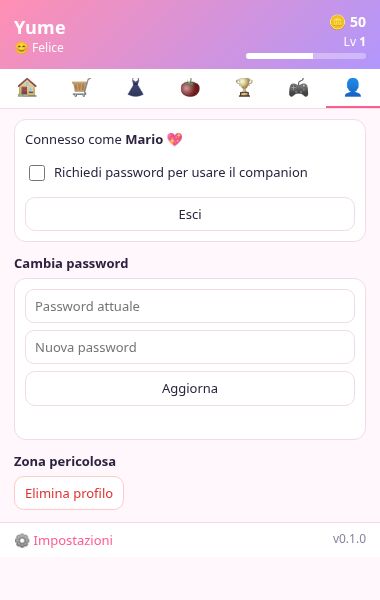 Yume
😊 Felice
🪙 50
Lv 1
Connesso come Mario 💖
Richiedi password per usare il companion
Esci
Cambia password
Password attuale
Nuova password
Aggiorna
Zona pericolosa
Elimina profilo
⚙️ Impostazioni
v0.1.0